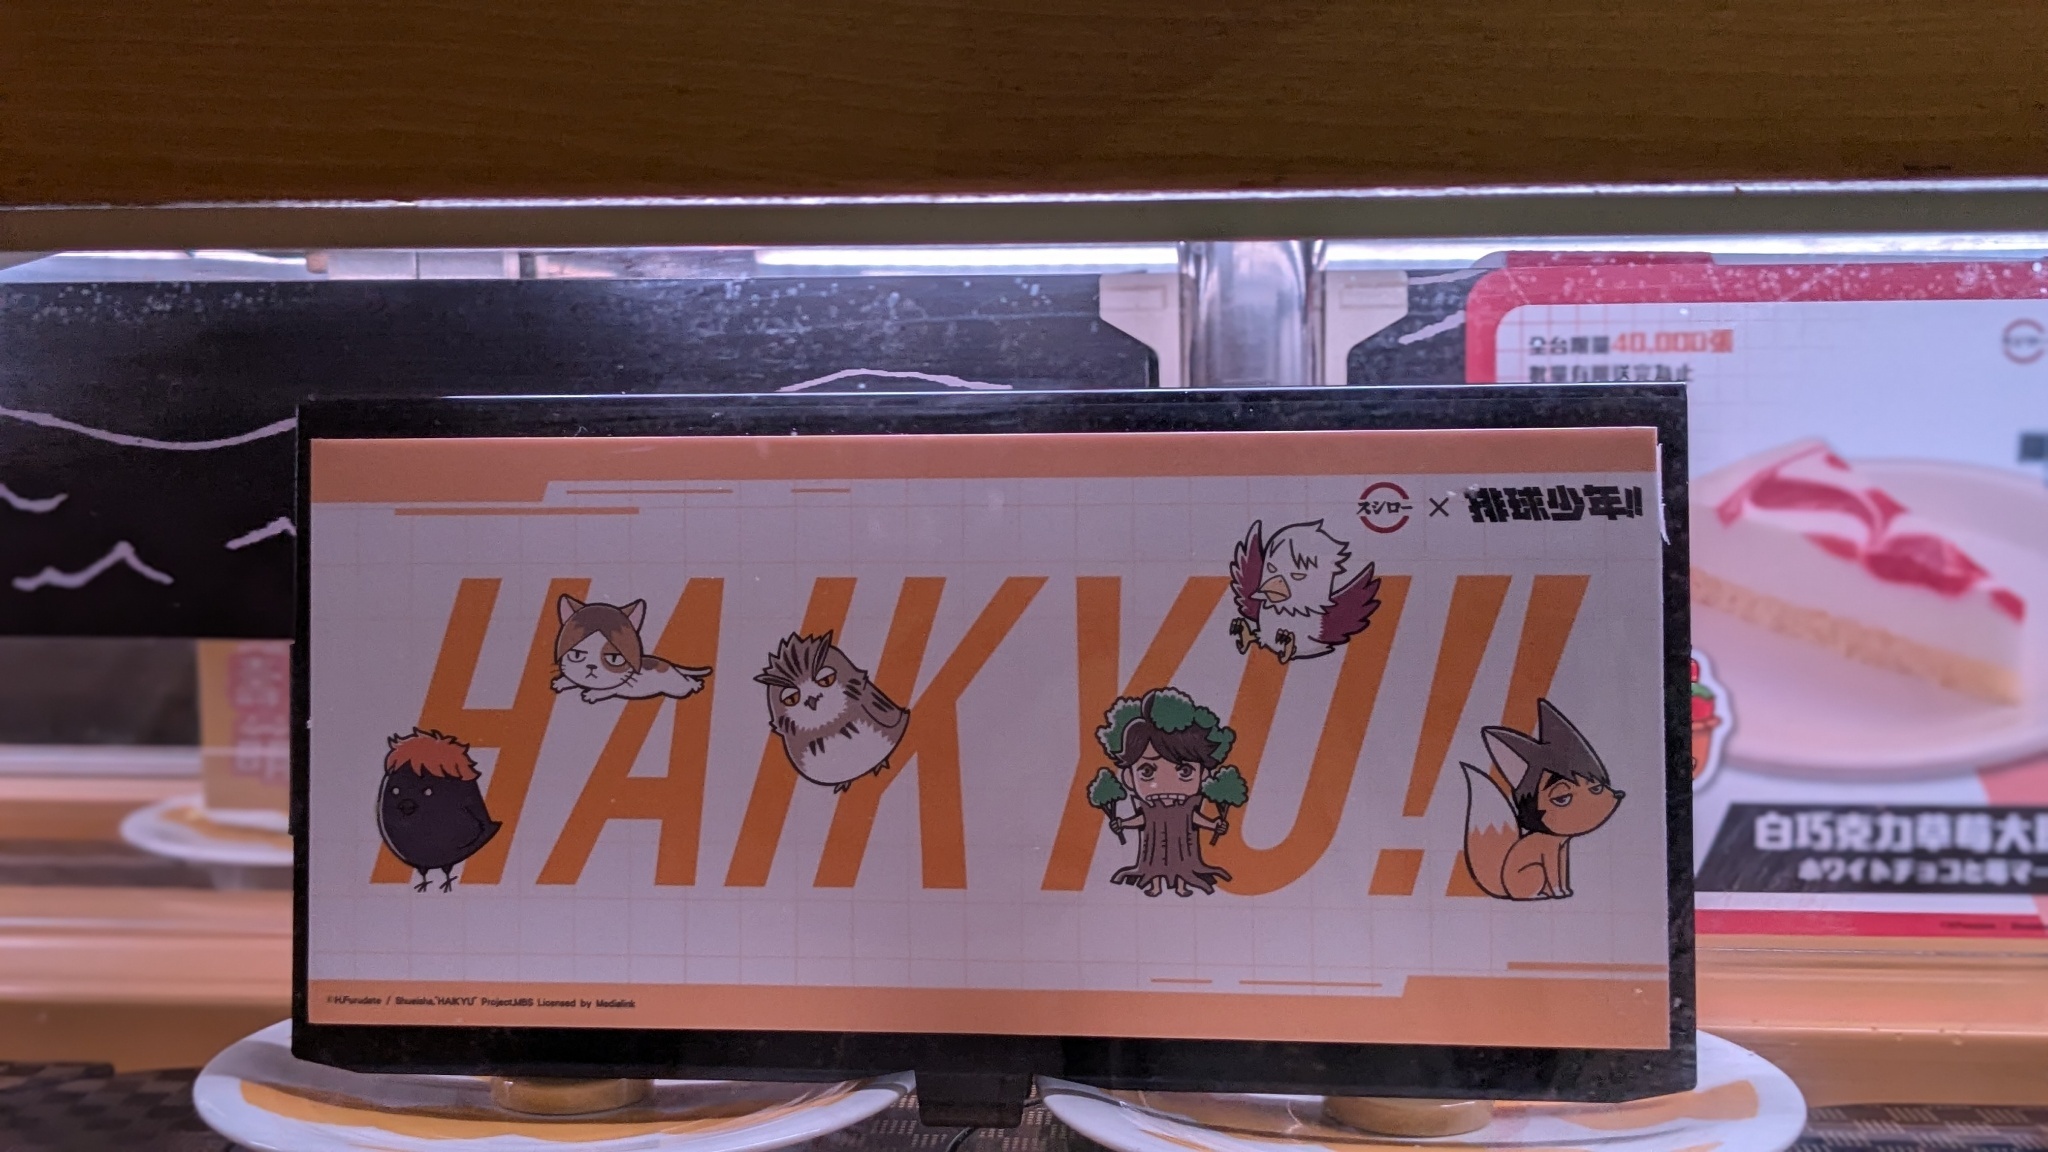 全台限量40,000張
數量有限送完為止
スシロー × 排球少年!!
HAIKYU!!
©H.Furudate / Shueisha,"HAIKYU" Project,MBS Licensed by Medialink
白巧克力草莓大
ホワイトチョコと苺マー